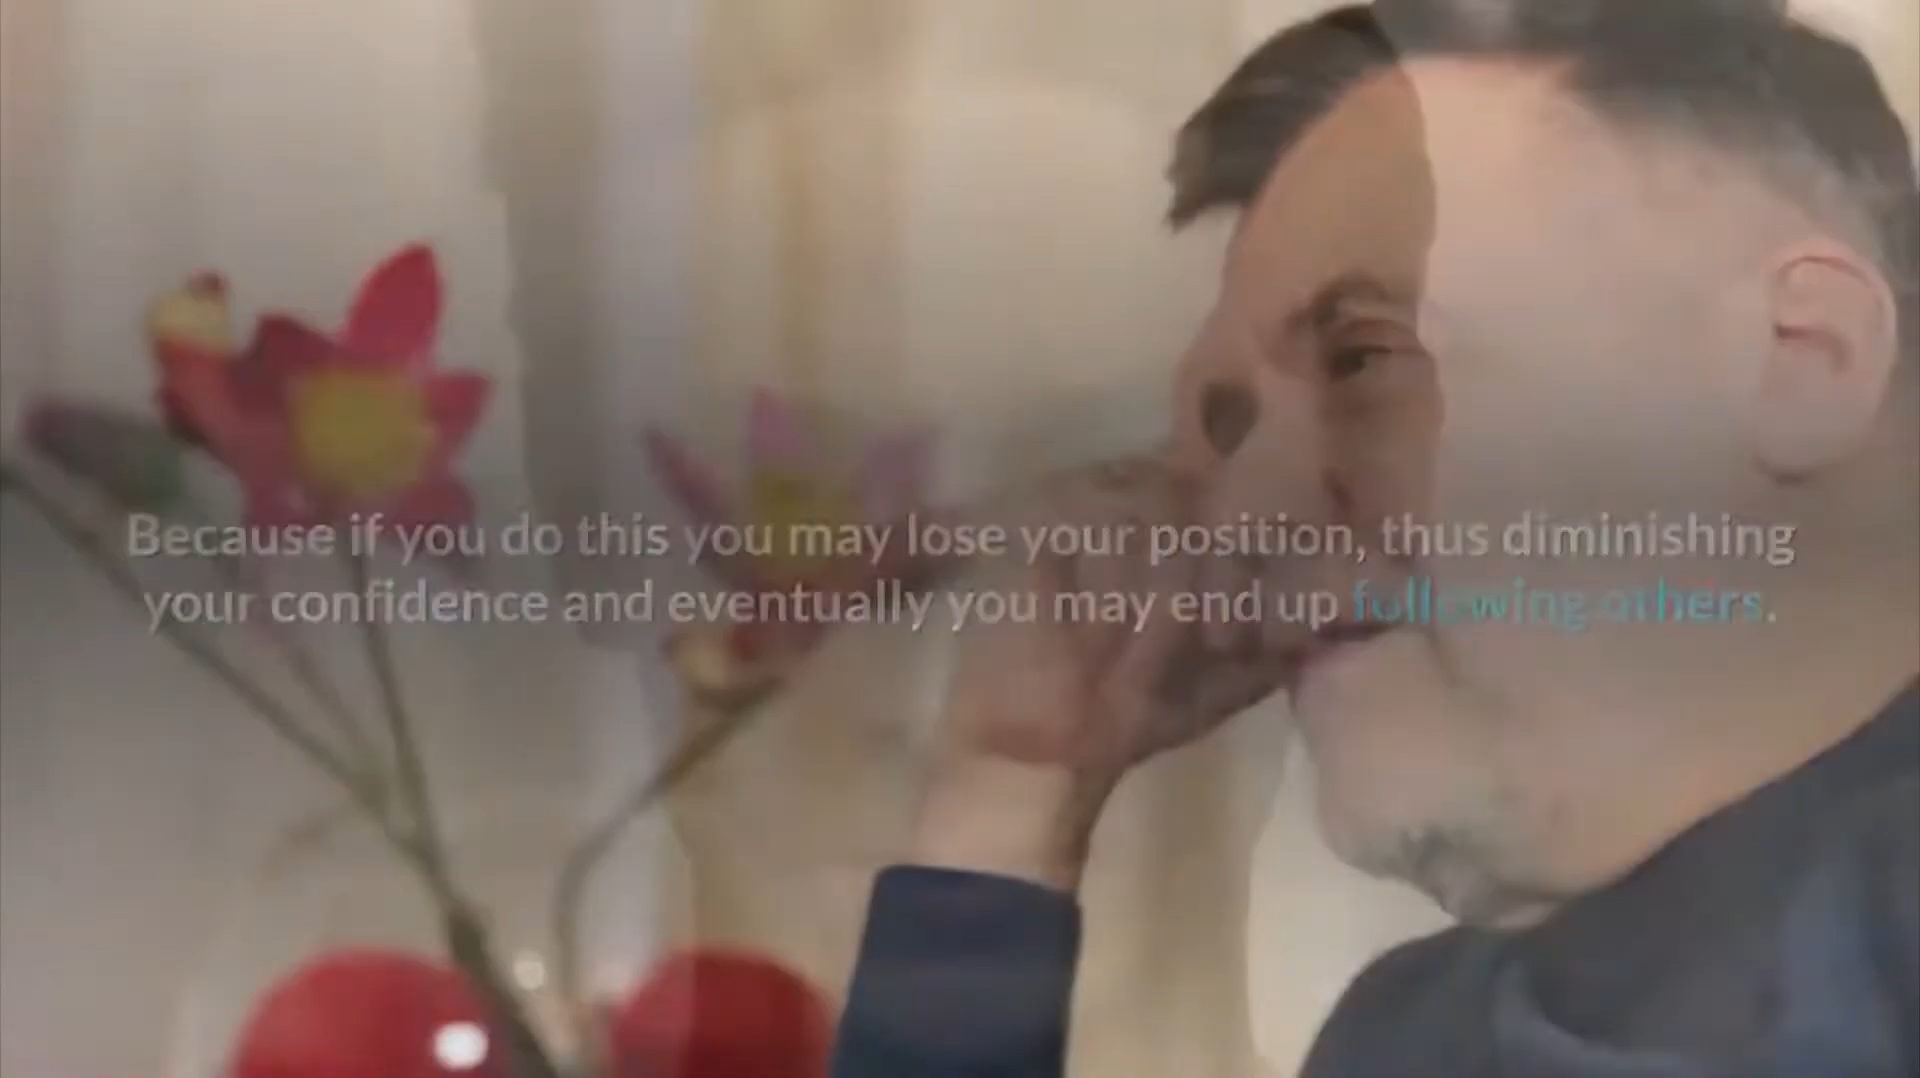 Because if you do this you may lose your position, thus diminishing
your confidence and eventually you may end up following others.